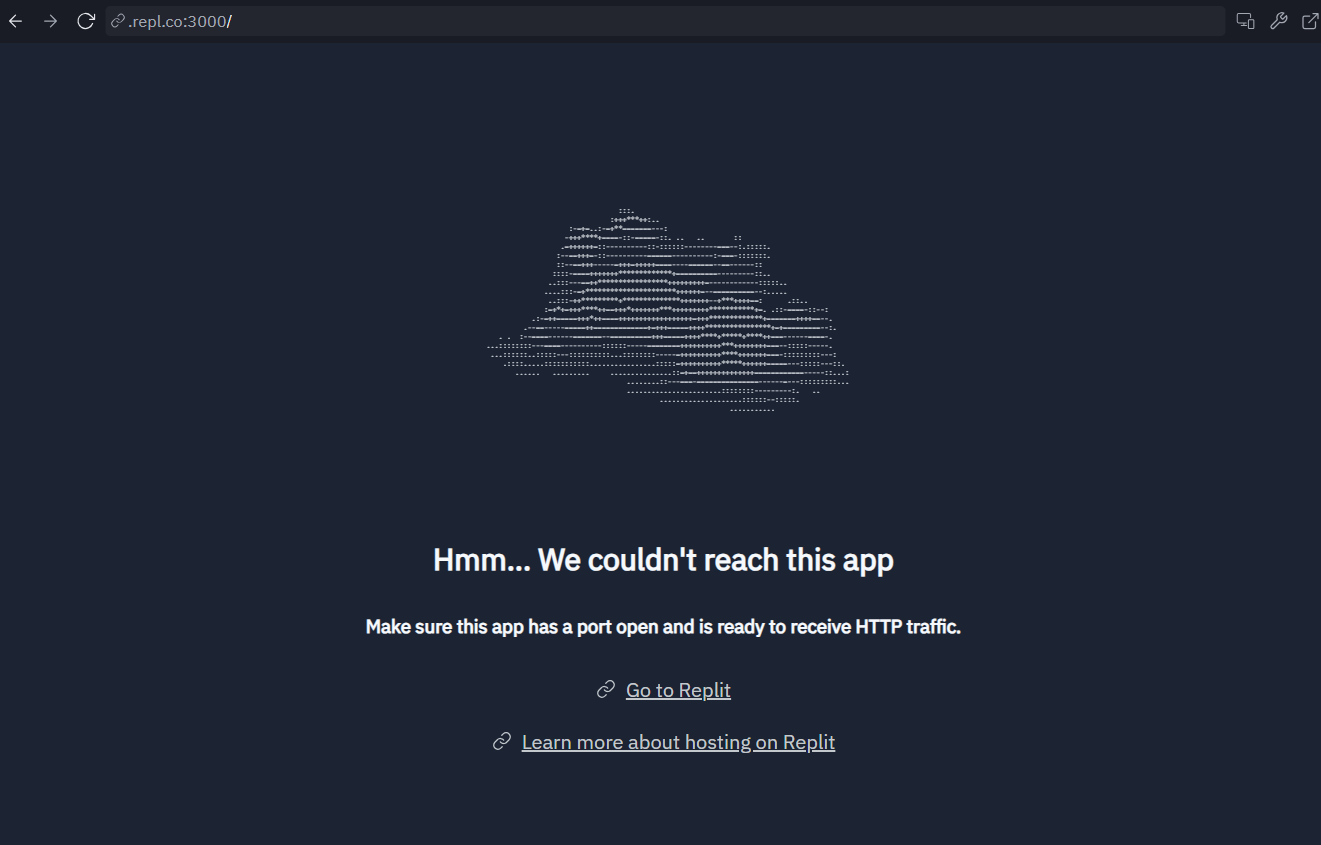 .repl.co:3000/
Hmm... We couldn't reach this app
Make sure this app has a port open and is ready to receive HTTP traffic.
Go to Replit
Learn more about hosting on Replit